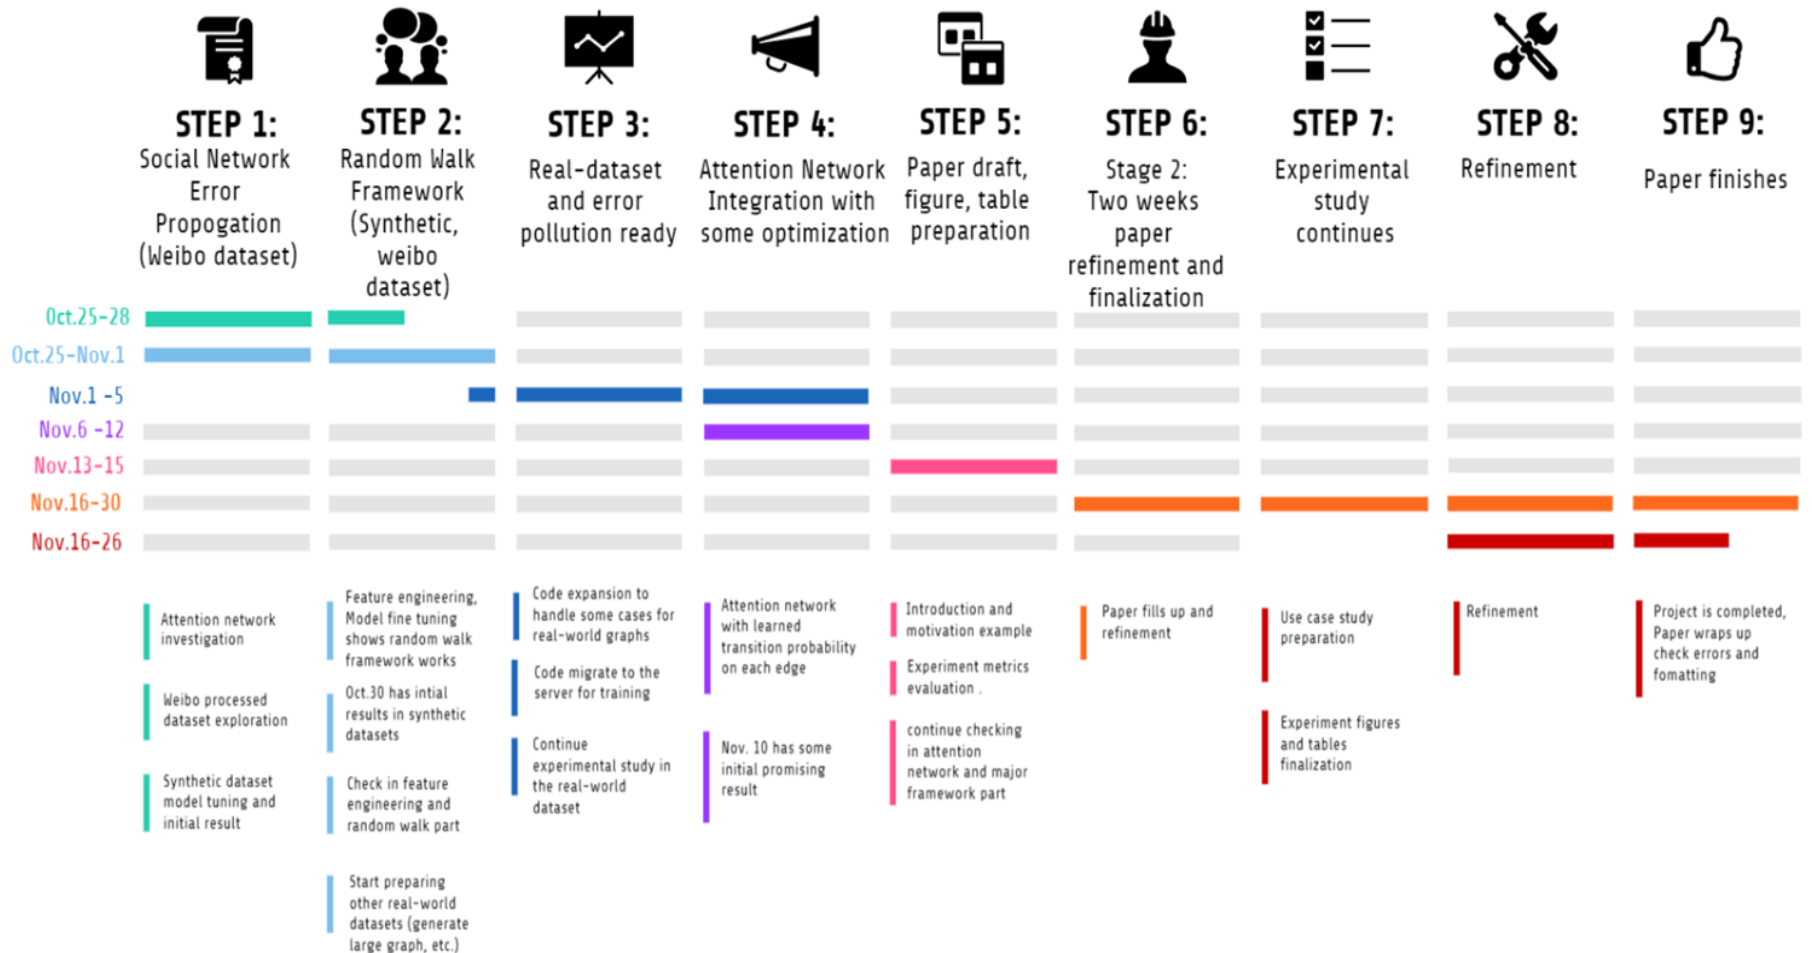 STEP 1:
Social Network
Error
Propogation
(Weibo dataset)
STEP 2:
Random Walk
Framework
(Synthetic,
weibo
dataset)
STEP 3:
Real-dataset
and error
pollution ready
STEP 4:
Attention Network
Integration with
some optimization
STEP 5:
Paper draft,
figure, table
preparation
STEP 6:
Stage 2:
Two weeks
paper
refinement and
finalization
STEP 7:
Experimental
study
continues
STEP 8:
Refinement
STEP 9:
Paper finishes
Oct.25-28
Oct.25-Nov.1
Nov.1 -5
Nov.6 -12
Nov.13-15
Nov.16-30
Nov.16-26
Attention network
investigation
Weibo processed
dataset exploration
Synthetic dataset
model tuning and
initial result
Feature engineering,
Model fine tuning
shows random walk
framework works
Oct.30 has intial
results in synthetic
datasets
Check in feature
engineering and
random walk part
Start preparing
other real-world
datasets (generate
large graph, etc.)
Code expansion to
handle some cases for
real-world graphs
Code migrate to the
server for training
Continue
experimental study in
the real-world
dataset
Attention network
with learned
transition probability
on each edge
Nov. 10 has some
initial promising
result
Introduction and
motivation example
Experiment metrics
evaluation .
continue checking
in attention
network and major
framework part
Paper fills up and
refinement
Use case study
preparation
Experiment figures
and tables
finalization
Refinement
Project is completed,
Paper wraps up
check errors and
fomatting